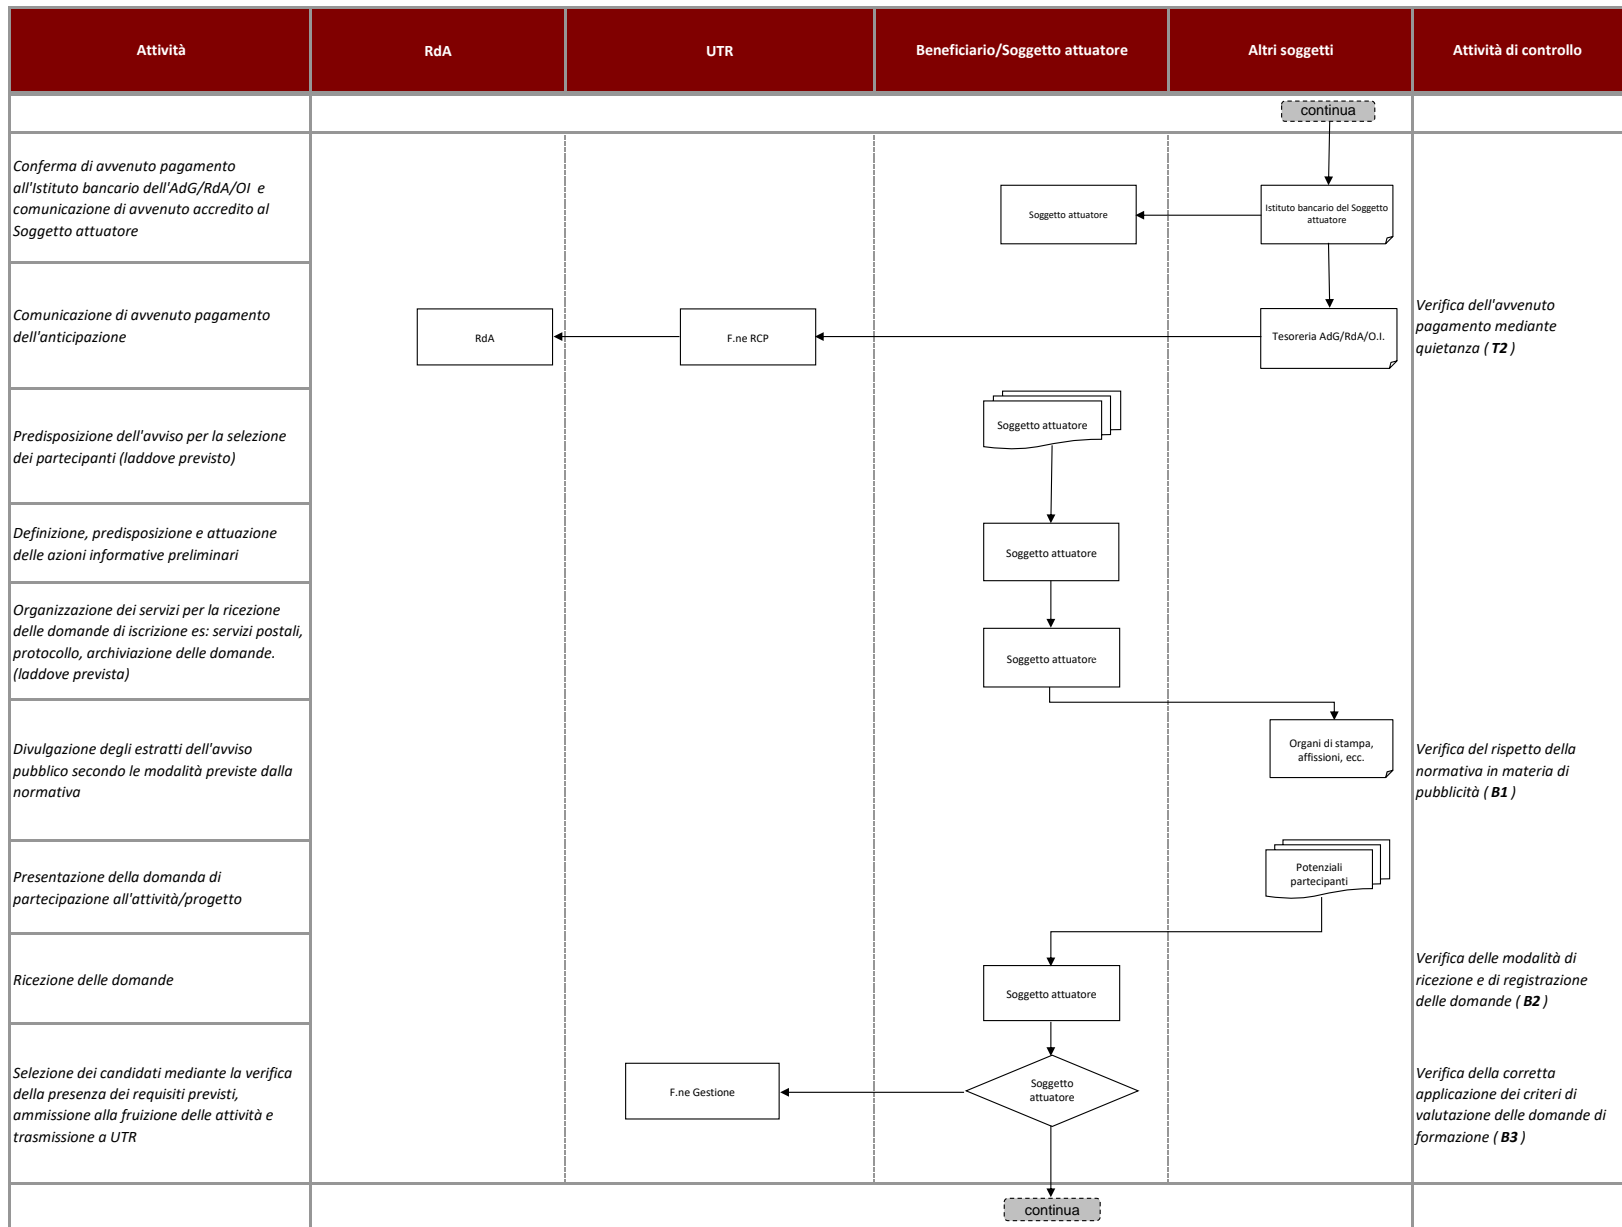 Attività
RdA
UTR
Beneficiario/Soggetto attuatore
Altri soggetti
Attività di controllo
continua
Conferma di avvenuto pagamento
all'Istituto bancario dell'AdG/RdA/OI e
comunicazione di avvenuto accredito al
Soggetto attuatore
Soggetto attuatore
Istituto bancario del Soggetto
attuatore
Comunicazione di avvenuto pagamento
dell'anticipazione
RdA
F.ne RCP
Tesoreria AdG/RdA/O.I.
Verifica dell'avvenuto
pagamento mediante
quietanza ( T2 )
Predisposizione dell'avviso per la selezione
dei partecipanti (laddove previsto)
Soggetto attuatore
Definizione, predisposizione e attuazione
delle azioni informative preliminari
Soggetto attuatore
Organizzazione dei servizi per la ricezione
delle domande di iscrizione es: servizi postali,
protocollo, archiviazione delle domande.
(laddove prevista)
Soggetto attuatore
Divulgazione degli estratti dell'avviso
pubblico secondo le modalità previste dalla
normativa
Organi di stampa,
affissioni, ecc.
Verifica del rispetto della
normativa in materia di
pubblicità ( B1 )
Presentazione della domanda di
partecipazione all'attività/progetto
Potenziali
partecipanti
Ricezione delle domande
Soggetto attuatore
Verifica delle modalità di
ricezione e di registrazione
delle domande ( B2 )
Selezione dei candidati mediante la verifica
della presenza dei requisiti previsti,
ammissione alla fruizione delle attività e
trasmissione a UTR
F.ne Gestione
Soggetto
attuatore
Verifica della corretta
applicazione dei criteri di
valutazione delle domande di
formazione ( B3 )
continua